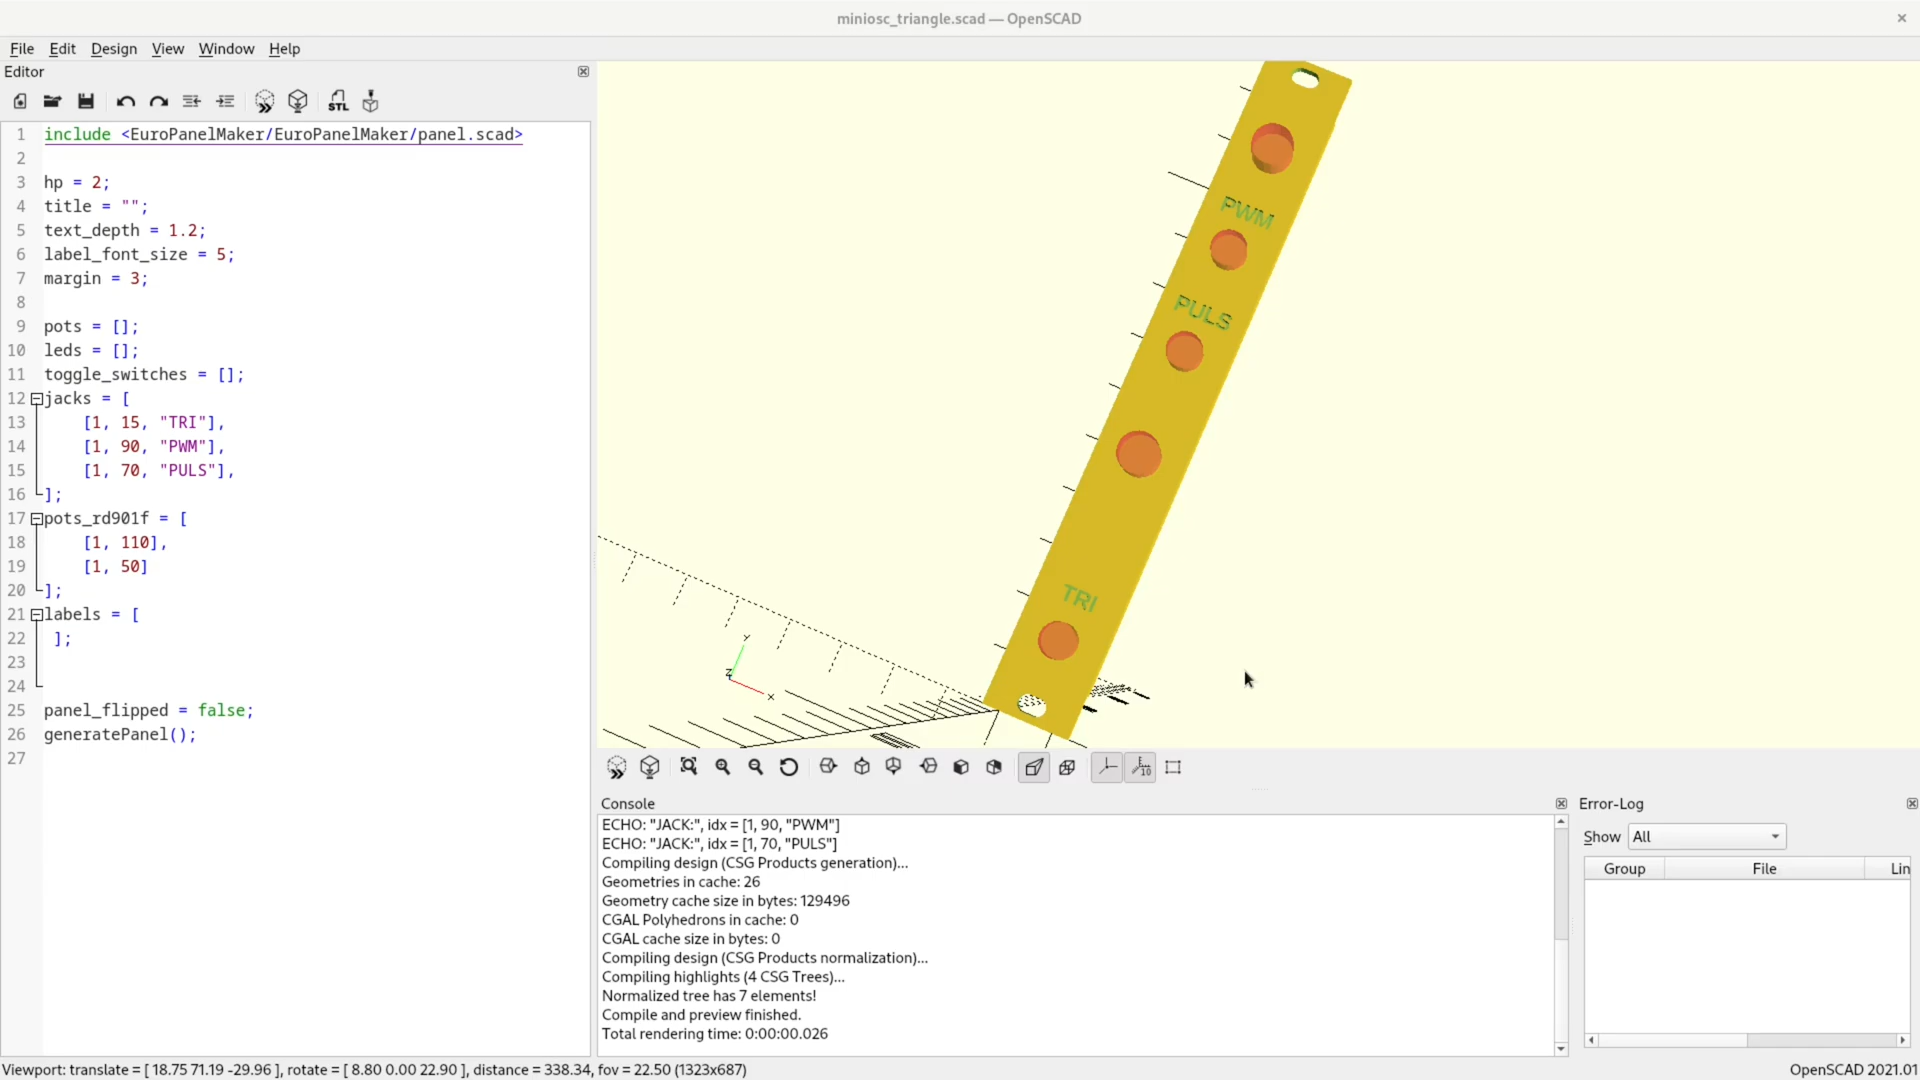 miniosc_triangle.scad — OpenSCAD
File Edit Design View Window Help
Editor
STL
1 include <EuroPanelMaker/EuroPanelMaker/panel.scad>
2
3 hp = 2;
4 title = "";
5 text_depth = 1.2;
6 label_font_size = 5;
7 margin = 3;
8
9 pots = [];
10 leds = [];
11 toggle_switches = [];
12 jacks = [
13 [1, 15, "TRI"],
14 [1, 90, "PWM"],
15 [1, 70, "PULS"],
16 ];
17 pots_rd901f = [
18 [1, 110],
19 [1, 50]
20 ];
21 labels = [
22 ];
23
24
25 panel_flipped = false;
26 generatePanel();
27
PWM
PULS
TRI
Y
Z
X
10
Console
ECHO: "JACK:", idx = [1, 90, "PWM"]
ECHO: "JACK:", idx = [1, 70, "PULS"]
Compiling design (CSG Products generation)...
Geometries in cache: 26
Geometry cache size in bytes: 129496
CGAL Polyhedrons in cache: 0
CGAL cache size in bytes: 0
Compiling design (CSG Products normalization)...
Compiling highlights (4 CSG Trees)...
Normalized tree has 7 elements!
Compile and preview finished.
Total rendering time: 0:00:00.026
Error-Log
Show All
Group File Lin
Viewport: translate = [ 18.75 71.19 -29.96 ], rotate = [ 8.80 0.00 22.90 ], distance = 338.34, fov = 22.50 (1323x687)
OpenSCAD 2021.01